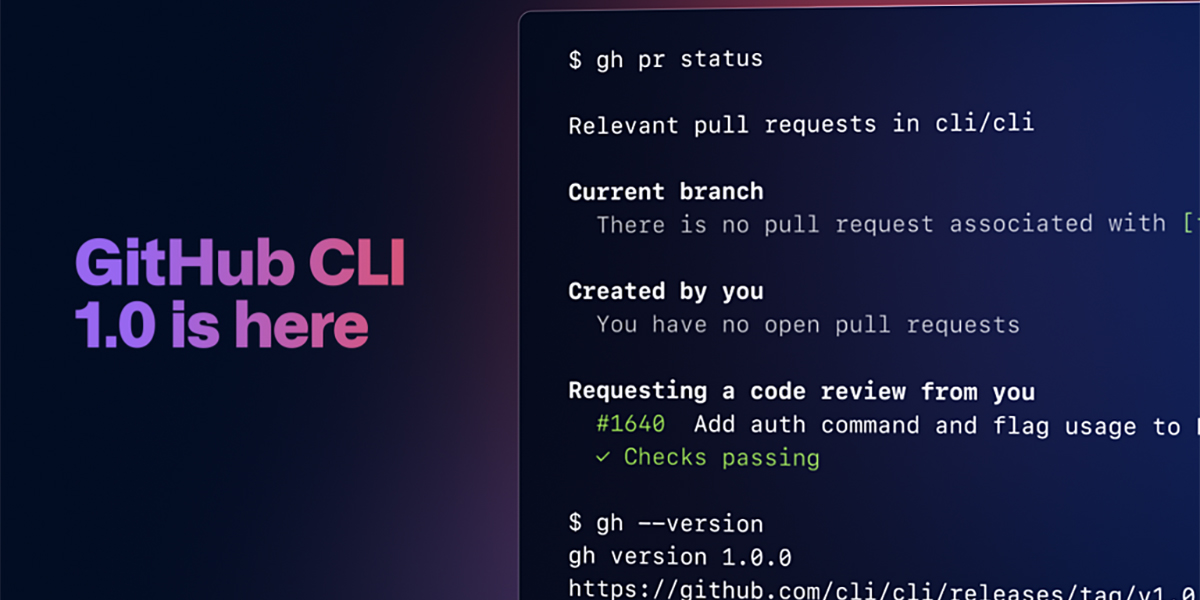 GitHub CLI
1.0 is here
$ gh pr status
Relevant pull requests in cli/cli
Current branch
There is no pull request associated with [
Created by you
You have no open pull requests
Requesting a code review from you
#1640 Add auth command and flag usage to
✓ Checks passing
$ gh --version
gh version 1.0.0
https://github.com/cli/cli/releases/tag/v1.0